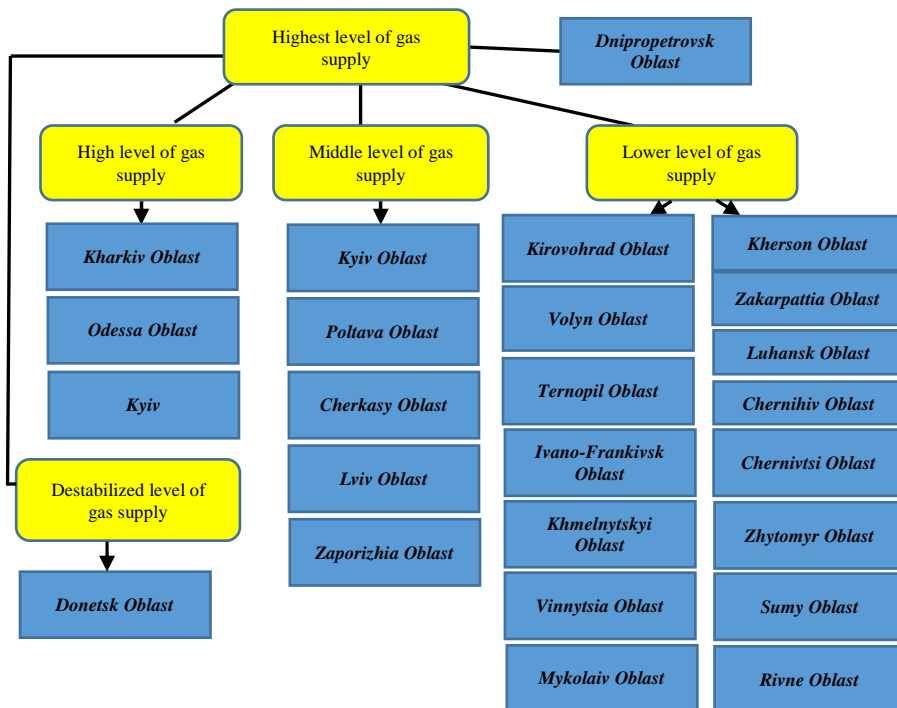 Highest level of gas
supply
Dnipropetrovsk
Oblast
High level of gas
supply
Middle level of gas
supply
Lower level of gas
supply
Kharkiv Oblast
Odessa Oblast
Kyiv
Destabilized level of
gas supply
Donetsk Oblast
Kyiv Oblast
Poltava Oblast
Cherkasy Oblast
Lviv Oblast
Zaporizhia Oblast
Kirovohrad Oblast
Volyn Oblast
Ternopil Oblast
Ivano-Frankivsk
Oblast
Khmelnytskyi
Oblast
Vinnytsia Oblast
Mykolaiv Oblast
Kherson Oblast
Zakarpattia Oblast
Luhansk Oblast
Chernihiv Oblast
Chernivtsi Oblast
Zhytomyr Oblast
Sumy Oblast
Rivne Oblast